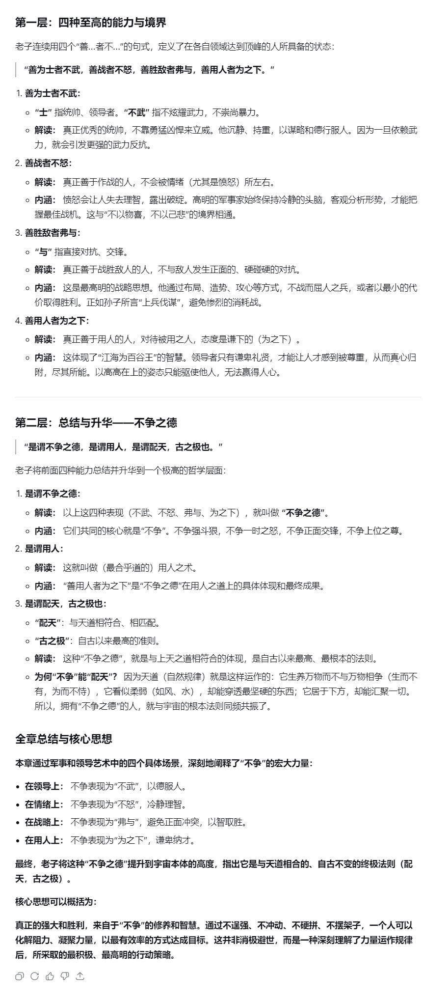 第一层：四种至高的能力与境界
老子连续用四个“善...者不...”的句式，定义了在各自领域达到顶峰的人所具备的状态：
“善为士者不武，善战者不怒，善胜敌者弗与，善用人者为之下。”
1. 善为士者不武：
“士” 指统帅、领导者。“不武” 指不炫耀武力，不崇尚暴力。
解读： 真正优秀的统帅，不靠勇猛凶悍来立威。他沉静、持重，以谋略和德行服人。因为一旦依赖武
力，就会引发更强的武力反抗。
2. 善战者不怒：
解读： 真正善于作战的人，不会被情绪（尤其是愤怒）所左右。
内涵： 愤怒会让人失去理智，露出破绽。高明的军事家始终保持冷静的头脑，客观分析形势，才能把
握最佳战机。这与“不以物喜，不以己悲”的境界相通。
3. 善胜敌者弗与：
“与” 指直接对抗、交锋。
解读： 真正善于战胜敌人的人，不与敌人发生正面的、硬碰硬的对抗。
内涵： 这是最高明的战略思想。他通过布局、造势、攻心等方式，不战而屈人之兵，或者以最小的代
价取得胜利。正如孙子所言“上兵伐谋”，避免惨烈的消耗战。
4. 善用人者为之下：
解读： 真正善于用人的人，对待被用之人，态度是谦下的（为之下）。
内涵： 这体现了“江海为百谷王”的智慧。领导者只有谦卑礼贤，才能让人才感到被尊重，从而真心归
附，尽其所能。以高高在上的姿态只能驱使他人，无法赢得人心。
第二层：总结与升华——不争之德
“是谓不争之德，是谓用人，是谓配天，古之极也。”
老子将前面四种能力总结并升华到一个极高的哲学层面：
1. 是谓不争之德：
解读： 以上这四种表现（不武、不怒、弗与、为之下），就叫做 “不争之德”。
内涵： 它们共同的核心就是“不争”。不争强斗狠，不争一时之怒，不争正面交锋，不争上位之尊。
2. 是谓用人：
解读： 这就叫做（最合乎道的）用人之术。
内涵： “善用人者为之下”是“不争之德”在用人之道上的具体体现和最终成果。
3. 是谓配天，古之极也：
“配天”：与天道相符合、相匹配。
“古之极”：自古以来最高的准则。
解读： 这种“不争之德”，就是与上天之道相符合的体现，是自古以来最高、最根本的法则。
为何“不争”能“配天”？ 因为天道（自然规律）就是这样运作的：它生养万物而不与万物相争（生而不
有，为而不恃），它看似柔弱（如风、水），却能穿透最坚硬的东西；它居于下方，却能汇聚一切。
所以，拥有“不争之德”的人，就与宇宙的根本法则同频共振了。
全章总结与核心思想
本章通过军事和领导艺术中的四个具体场景，深刻地阐释了“不争”的宏大力量：
• 在领导上： 不争表现为“不武”，以德服人。
• 在情绪上： 不争表现为“不怒”，冷静理智。
• 在战略上： 不争表现为“弗与”，避免正面冲突，以智取胜。
• 在用人上： 不争表现为“为之下”，谦卑纳才。
最终，老子将这种“不争之德”提升到宇宙本体的高度，指出它是与天道相合的、自古不变的终极法则（配
天，古之极）。
核心思想可以概括为：
真正的强大和胜利，来自于“不争”的修养和智慧。通过不逞强、不冲动、不硬拼、不摆架子，一个人可以
化解阻力、凝聚力量，以最有效率的方式达成目标。这并非消极避世，而是一种深刻理解了力量运作规律
后，所采取的最积极、最高明的行动策略。